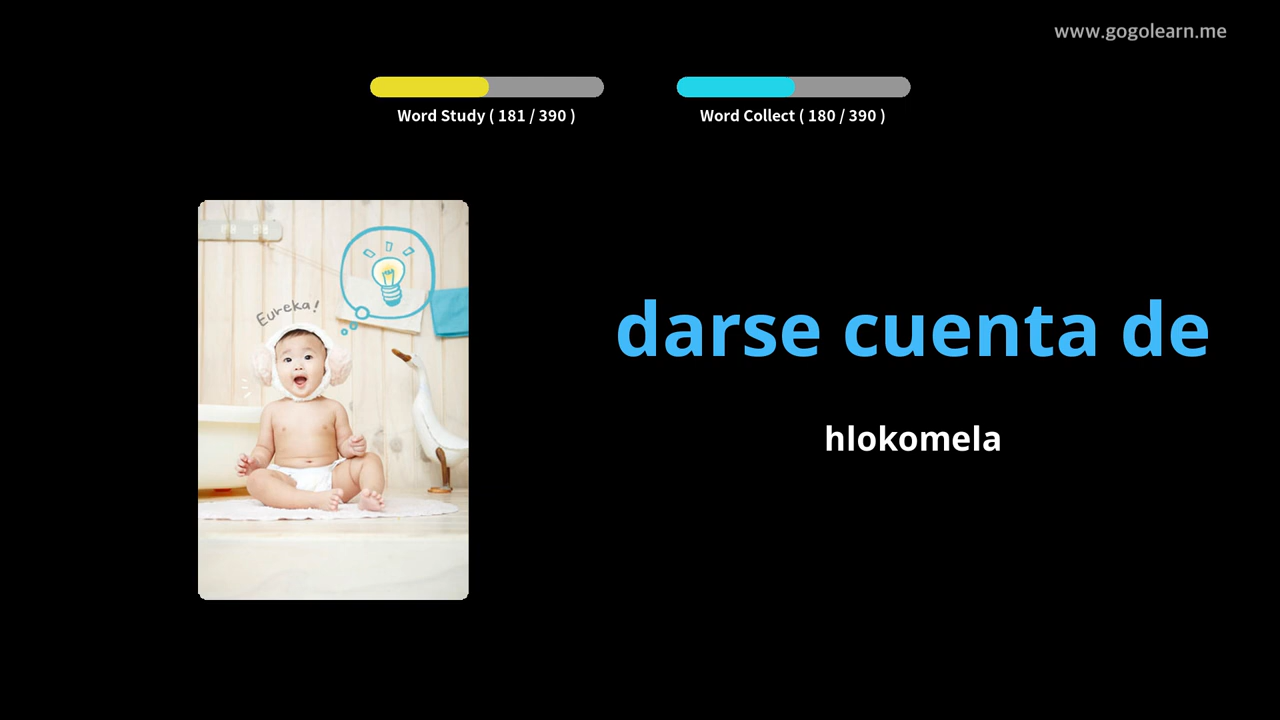 www.gogolearn.me
Word Study ( 181 / 390 )
Word Collect ( 180 / 390 )
Eureka!
darse cuenta de
hlokomela